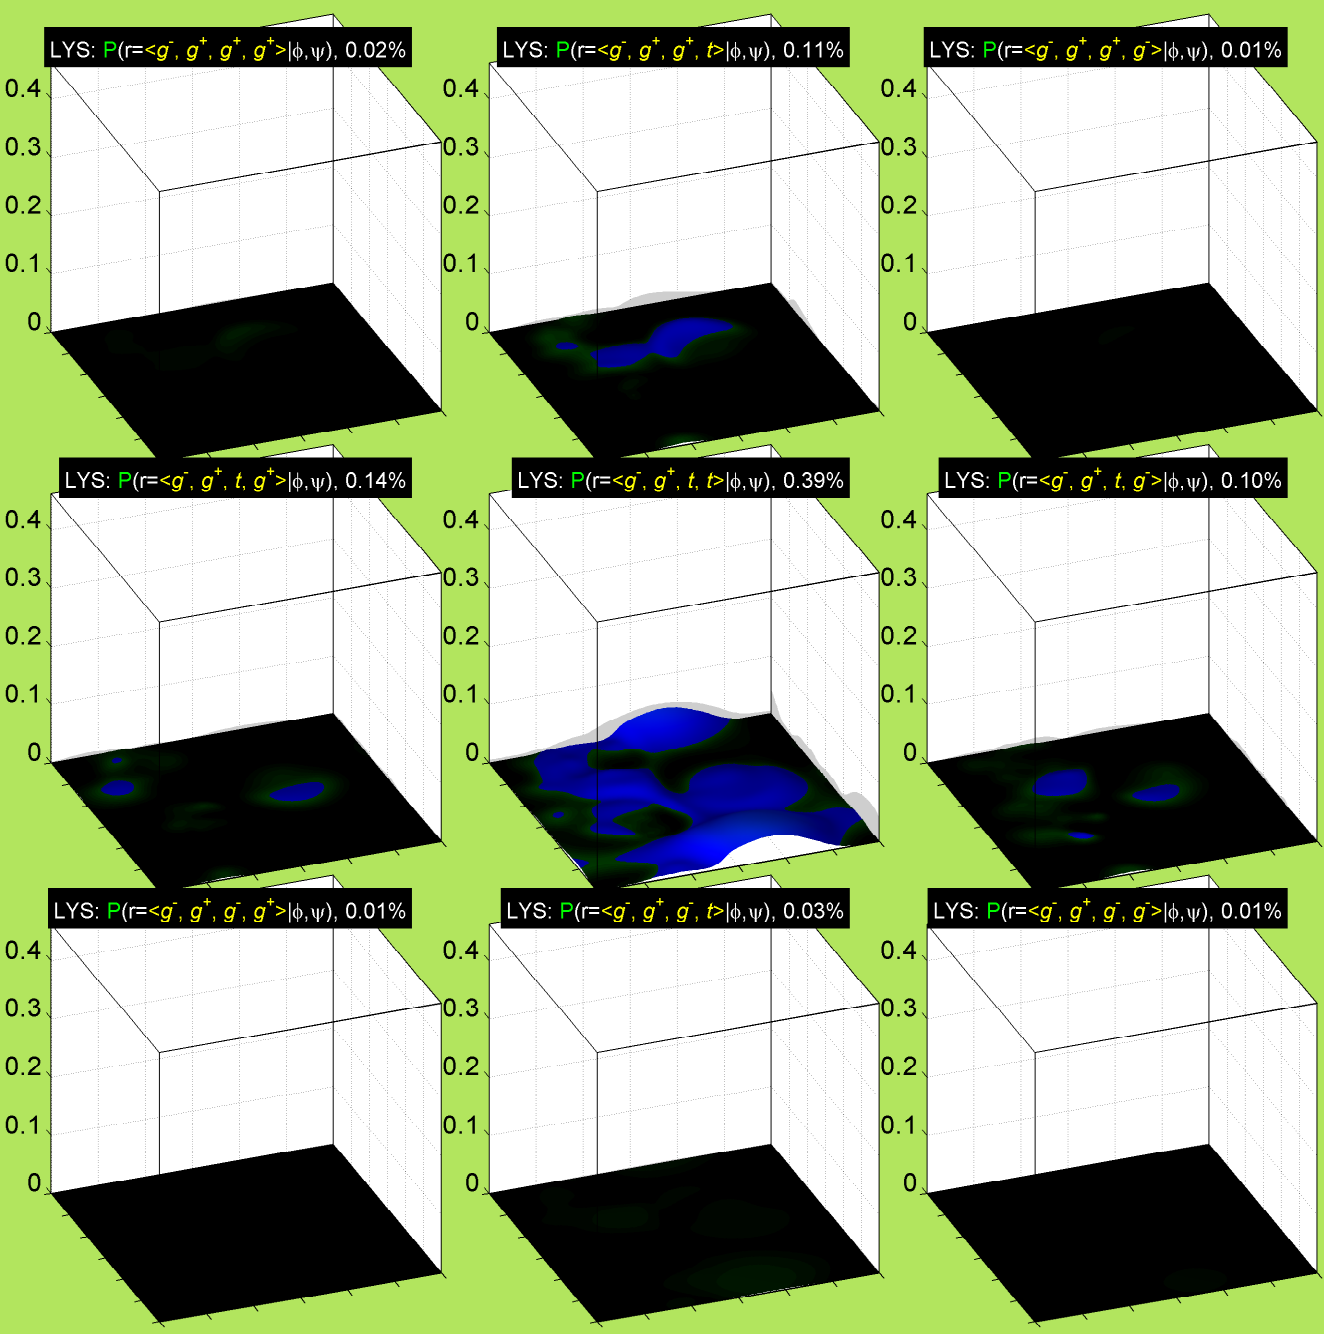 LYS: P(r=<g⁻, g⁺, g⁺, g⁺>|ϕ,ψ), 0.02%
LYS: P(r=<g⁻, g⁺, g⁺, t>|ϕ,ψ), 0.11%
LYS: P(r=<g⁻, g⁺, g⁺, g⁻>|ϕ,ψ), 0.01%
0.4 0.4 0.4
0.3 0.3 0.3
0.2 0.2 0.2
0.1 0.1 0.1
0 0 0
LYS: P(r=<g⁻, g⁺, t, g⁺>|ϕ,ψ), 0.14%
LYS: P(r=<g⁻, g⁺, t, t>|ϕ,ψ), 0.39%
LYS: P(r=<g⁻, g⁺, t, g⁻>|ϕ,ψ), 0.10%
0.4 0.4 0.4
0.3 0.3 0.3
0.2 0.2 0.2
0.1 0.1 0.1
0 0 0
LYS: P(r=<g⁻, g⁺, g⁻, g⁺>|ϕ,ψ), 0.01%
LYS: P(r=<g⁻, g⁺, g⁻, t>|ϕ,ψ), 0.03%
LYS: P(r=<g⁻, g⁺, g⁻, g⁻>|ϕ,ψ), 0.01%
0.4 0.4 0.4
0.3 0.3 0.3
0.2 0.2 0.2
0.1 0.1 0.1
0 0 0